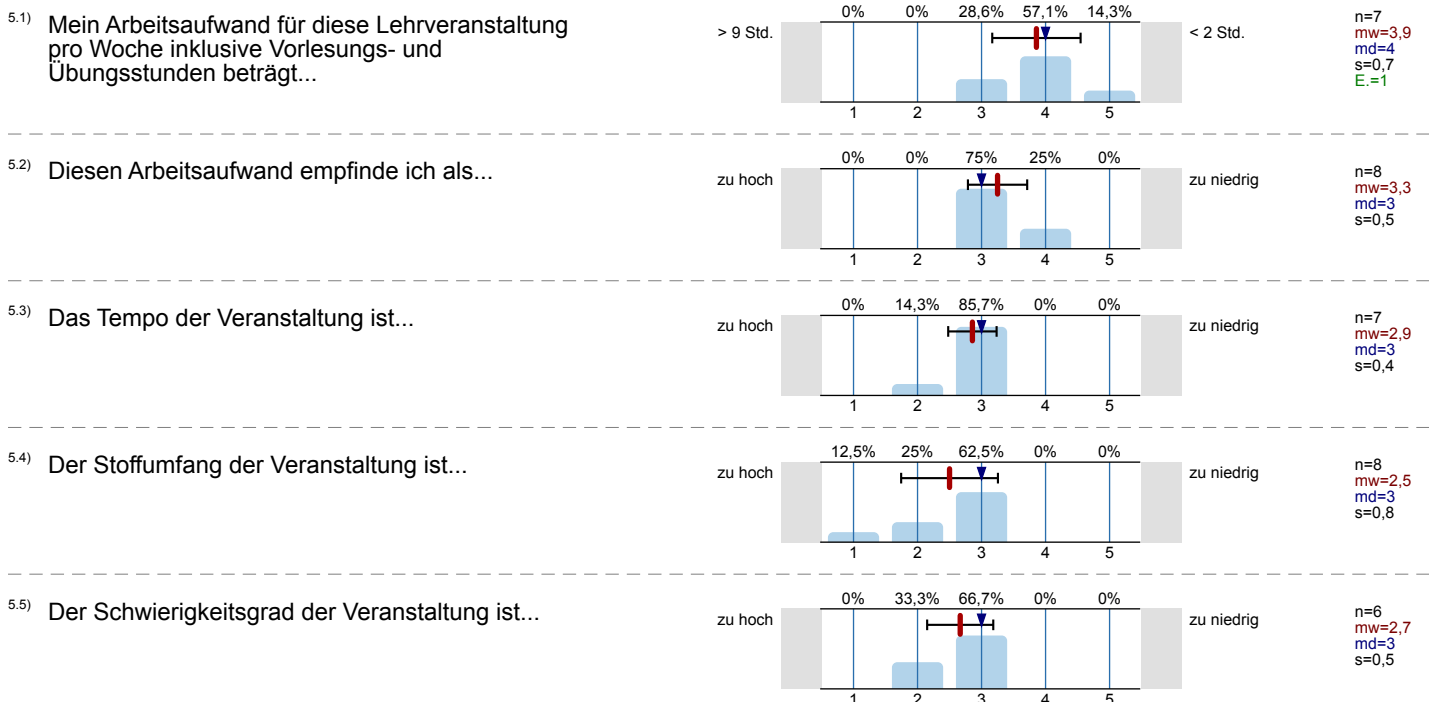 5.1) Mein Arbeitsaufwand für diese Lehrveranstaltung
pro Woche inklusive Vorlesungs- und
Übungsstunden beträgt...
> 9 Std.
0% 0% 28,6% 57,1% 14,3%
1 2 3 4 5
< 2 Std.
n=7
mw=3,9
md=4
s=0,7
E.=1
5.2) Diesen Arbeitsaufwand empfinde ich als...
zu hoch
0% 0% 75% 25% 0%
1 2 3 4 5
zu niedrig
n=8
mw=3,3
md=3
s=0,5
5.3) Das Tempo der Veranstaltung ist...
zu hoch
0% 14,3% 85,7% 0% 0%
1 2 3 4 5
zu niedrig
n=7
mw=2,9
md=3
s=0,4
5.4) Der Stoffumfang der Veranstaltung ist...
zu hoch
12,5% 25% 62,5% 0% 0%
1 2 3 4 5
zu niedrig
n=8
mw=2,5
md=3
s=0,8
5.5) Der Schwierigkeitsgrad der Veranstaltung ist...
zu hoch
0% 33,3% 66,7% 0% 0%
1 2 3 4 5
zu niedrig
n=6
mw=2,7
md=3
s=0,5